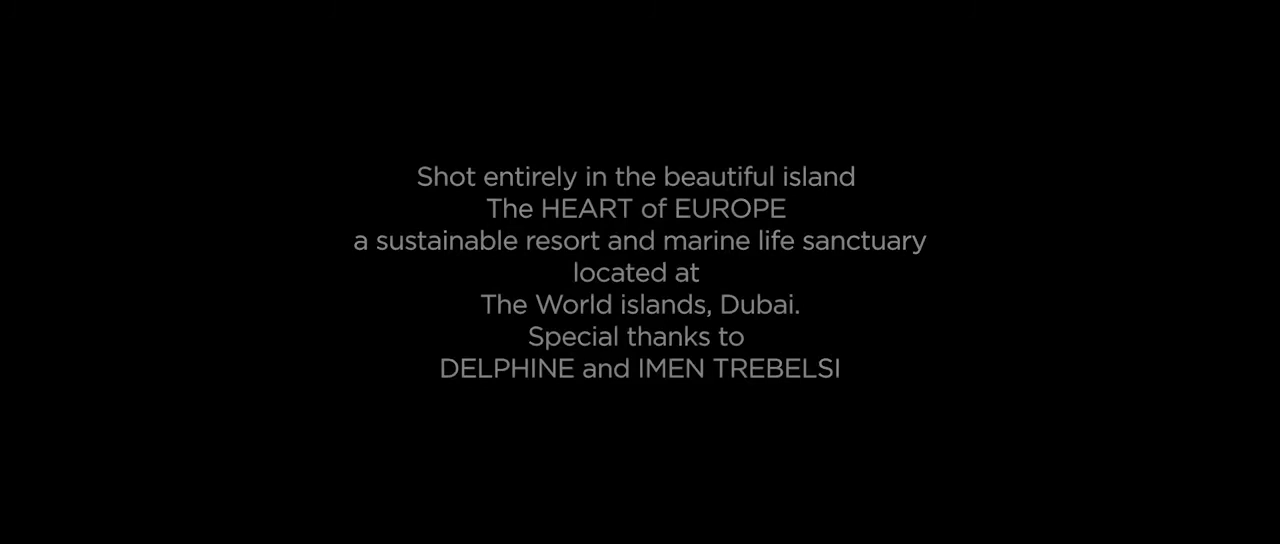 Shot entirely in the beautiful island
The HEART of EUROPE
a sustainable resort and marine life sanctuary
located at
The World islands, Dubai.
Special thanks to
DELPHINE and IMEN TREBELSI